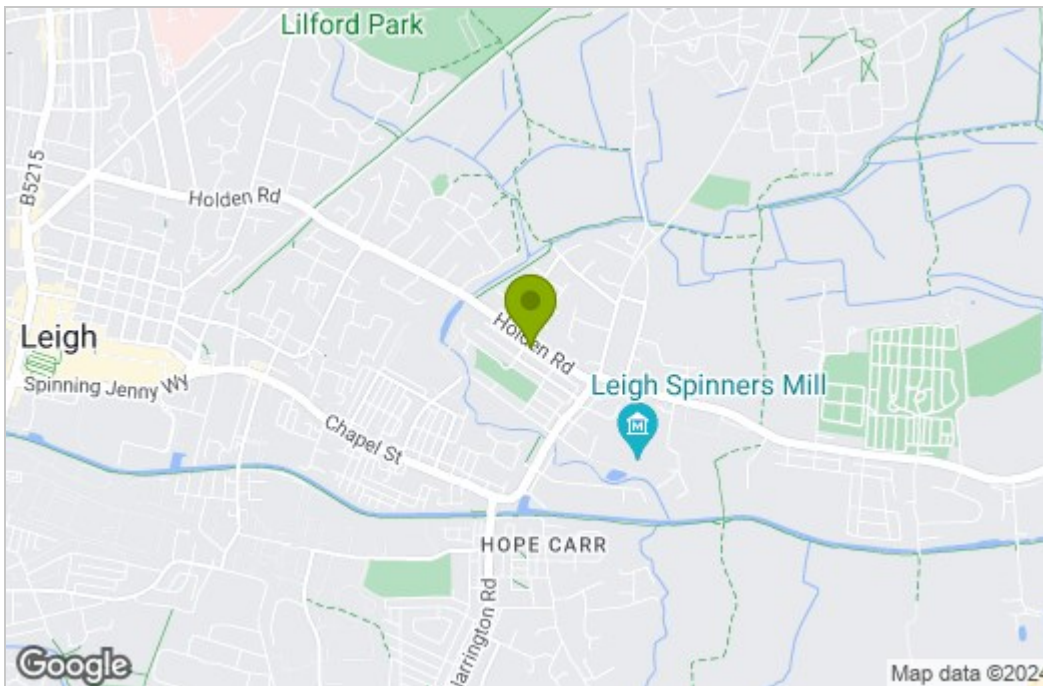 Lilford Park
B5215
Holden Rd
Holden Rd
Leigh
Leigh Spinners Mill
M
Spinning Jenny Wy
Chapel St
HOPE CARR
Harrington Rd
Google
Map data ©2024